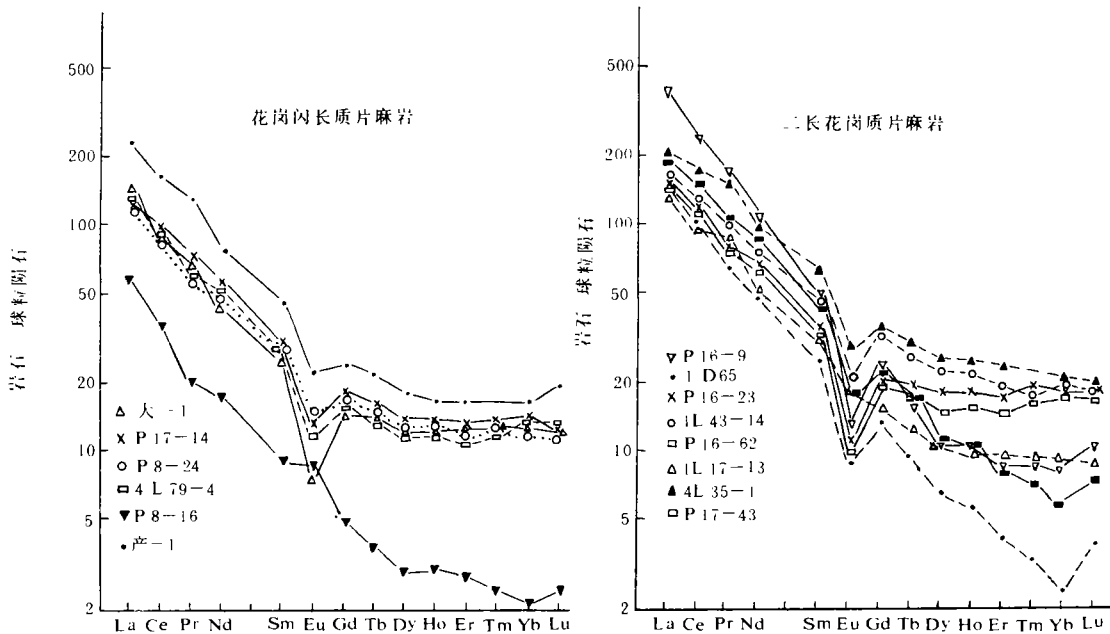 花岗闪长质片麻岩
岩石 球粒陨石
500
200
100
50
20
10
5
2
△ 大-1
× P 17-14
○ P 8-24
4 L 79-4
▼ P 8-16
· 产-1
La Ce Pr Nd Sm Eu Gd Tb Dy Ho Er Tm Yb Lu
二长花岗质片麻岩
岩石 球粒陨石
500
200
100
50
20
10
5
2
▽ P 16-9
· 1 D65
× P 16-23
○ 1L 43-14
P 16-62
△ 1L 17-13
▲ 4L 35-1
P 17-43
La Ce Pr Nd Sm Eu Gd Tb Dy Ho Er Tm Yb Lu